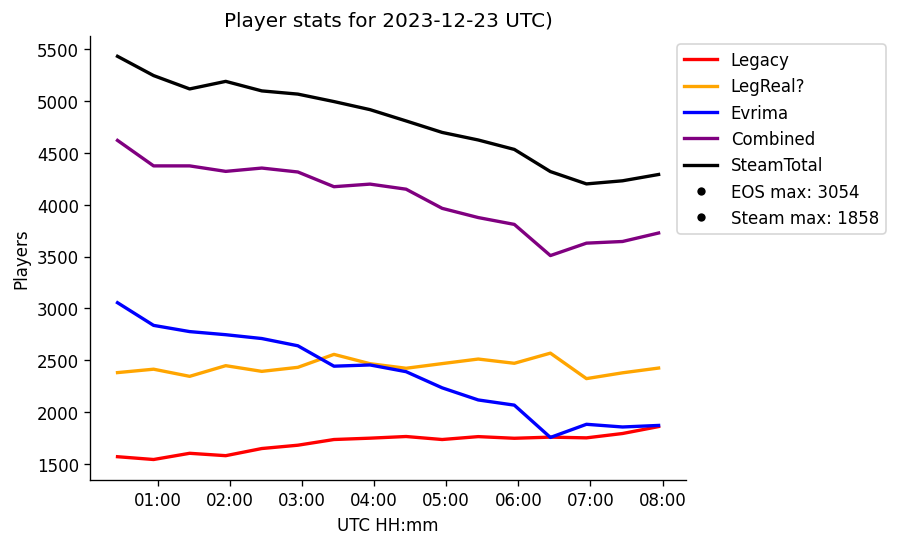 Player stats for 2023-12-23 UTC)
5500
5000
4500
4000
3500
3000
2500
2000
1500
Players
01:00 02:00 03:00 04:00 05:00 06:00 07:00 08:00
UTC HH:mm
Legacy
LegReal?
Evrima
Combined
SteamTotal
EOS max: 3054
Steam max: 1858